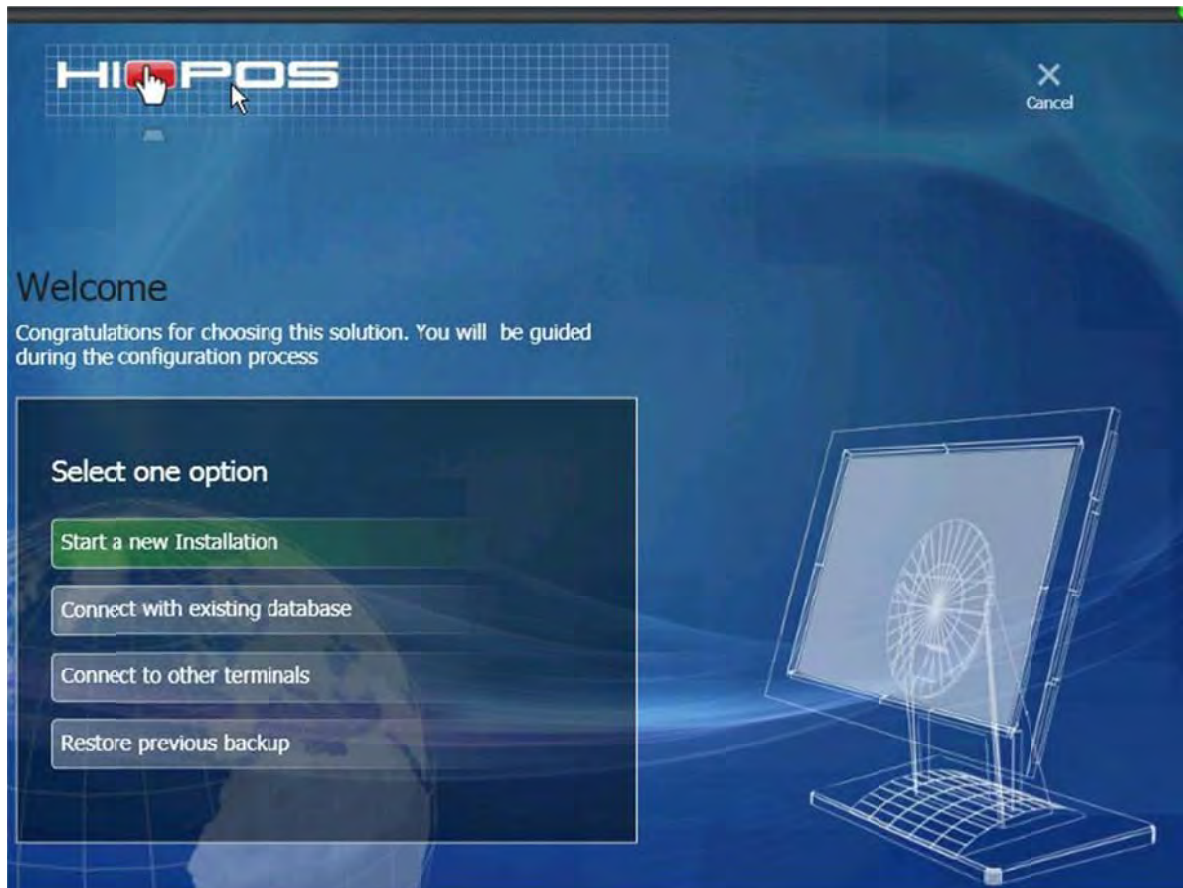 HIOPOS
Cancel
Welcome
Congratulations for choosing this solution. You will be guided
during the configuration process
Select one option
Start a new Installation
Connect with existing database
Connect to other terminals
Restore previous backup